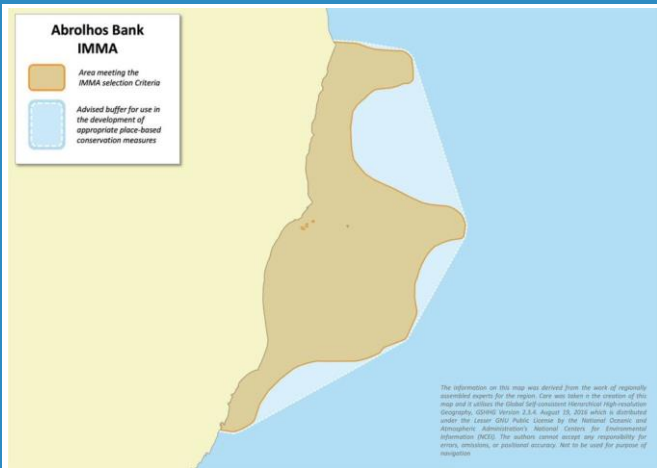 Abrolhos Bank
IMMA
Area meeting the
IMMA selection Criteria
Advised buffer for use in
the development of
appropriate place-based
conservation measures
The information on this map was derived from the work of regionally
assembled experts for the region. Care was taken n the creation of this
map and it utilises the Global Self-consistent Hierarchical High-resolution
Geography, GSHHG Version 2.3.6. August 19, 2016 which is distributed
under the Lesser GNU Public License by the National Oceanic and
Atmospheric Administration's National Centers for Environmental
Information (NCEI). The authors cannot accept any responsibility for
errors, omissions, or positional accuracy. Not to be used for purpose of
navigation